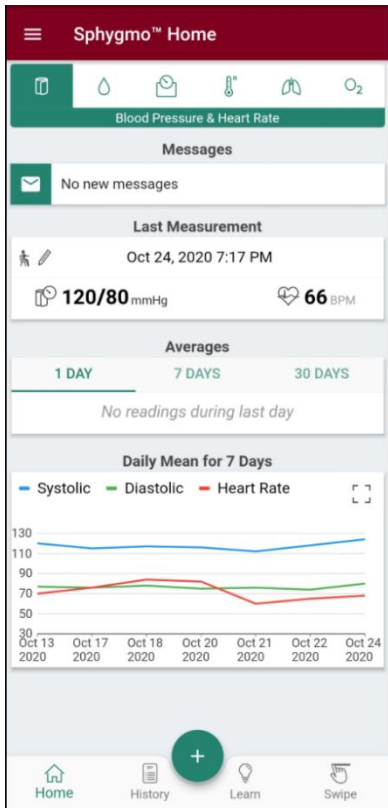 Sphygmo™ Home
O₂
Blood Pressure & Heart Rate
Messages
No new messages
Last Measurement
Oct 24, 2020 7:17 PM
120/80 mmHg 66 BPM
Averages
1 DAY 7 DAYS 30 DAYS
No readings during last day
Daily Mean for 7 Days
Systolic Diastolic Heart Rate
130
110
90
70
50
30
Oct 13 Oct 17 Oct 18 Oct 20 Oct 21 Oct 22 Oct 24
2020 2020 2020 2020 2020 2020 2020
+
Home History Learn Swipe